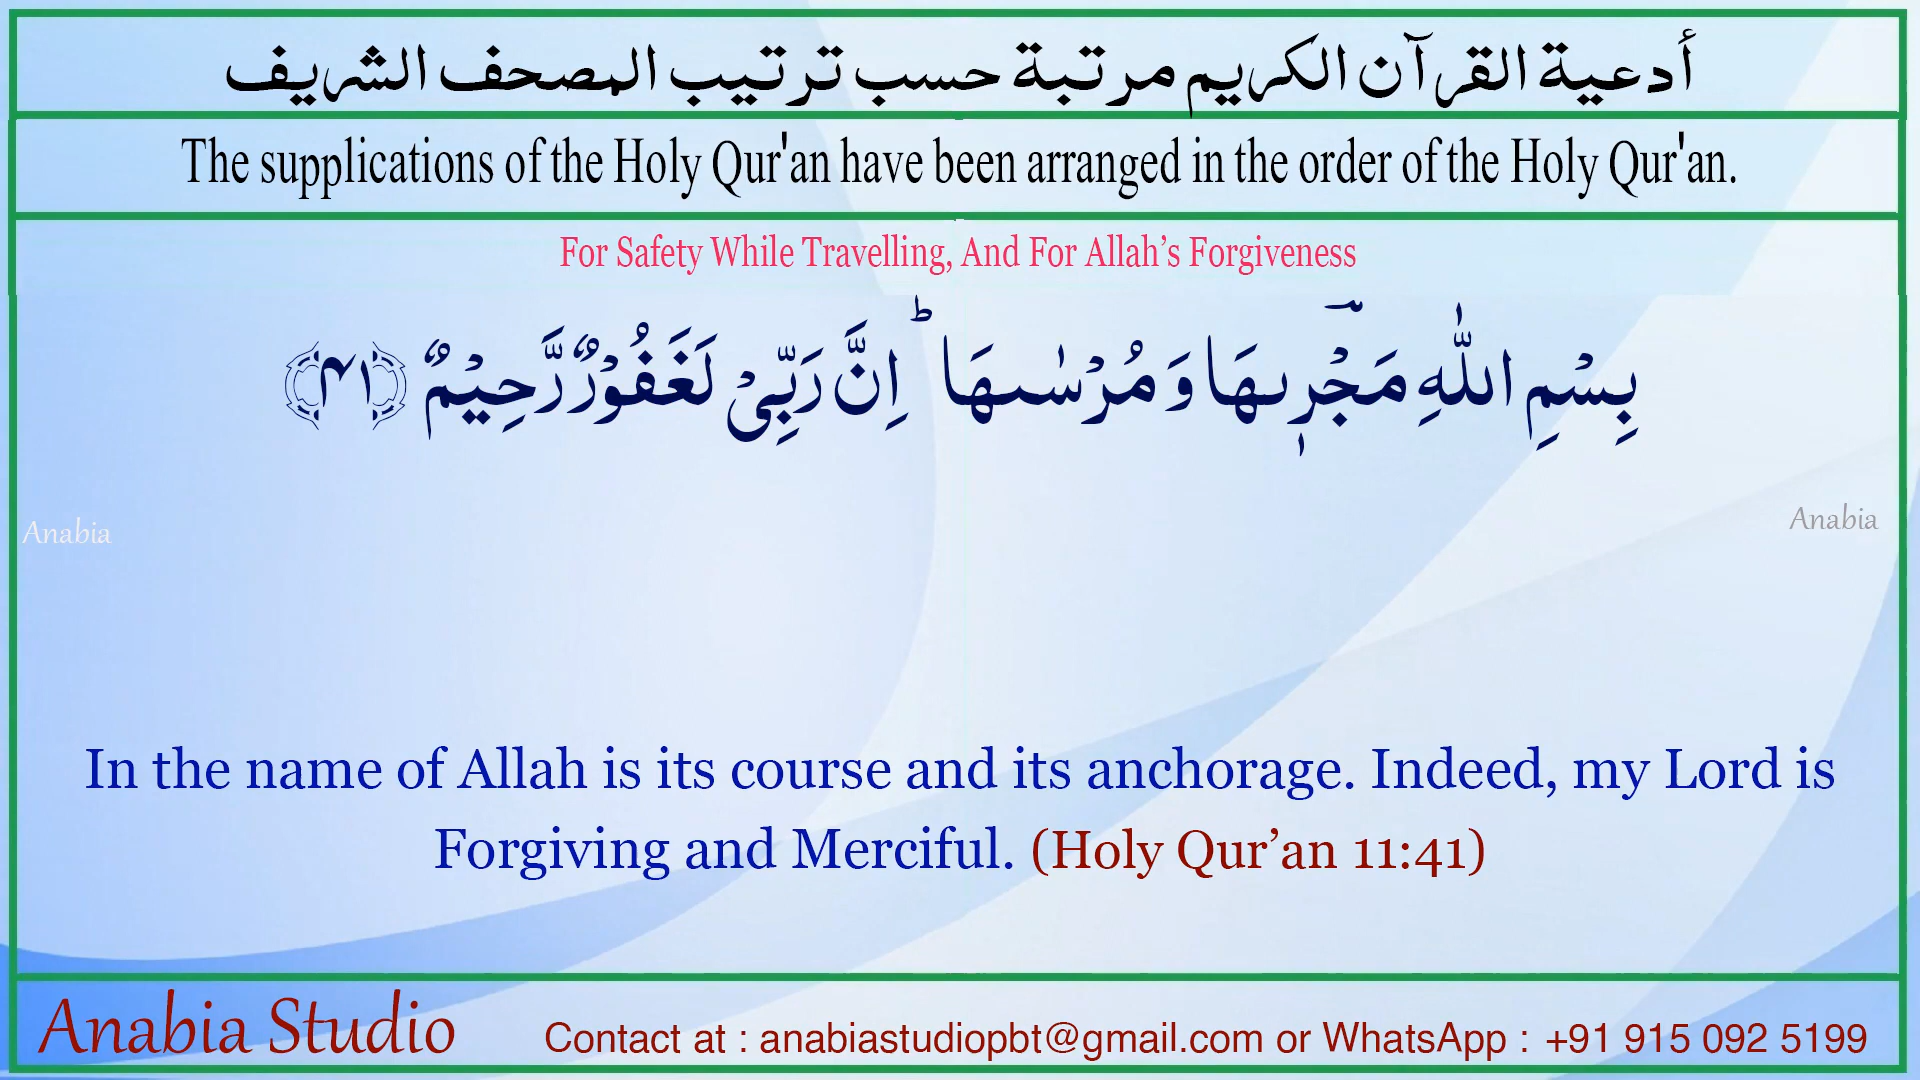 أدعية القرآن الكريم مرتبة حسب ترتيب المصحف الشريف
The supplications of the Holy Qur'an have been arranged in the order of the Holy Qur'an.
For Safety While Travelling, And For Allah’s Forgiveness
بِسْمِ اللّٰهِ مَجْرٖؔىهَا وَ مُرْسٰىهَا ؕ اِنَّ رَبِّیْ لَغَفُوْرٌ رَّحِیْمٌ ﴿۴۱﴾
Anabia
Anabia
In the name of Allah is its course and its anchorage. Indeed, my Lord is
Forgiving and Merciful. (Holy Qur’an 11:41)
Anabia Studio
Contact at : anabiastudiopbt@gmail.com or WhatsApp : +91 915 092 5199